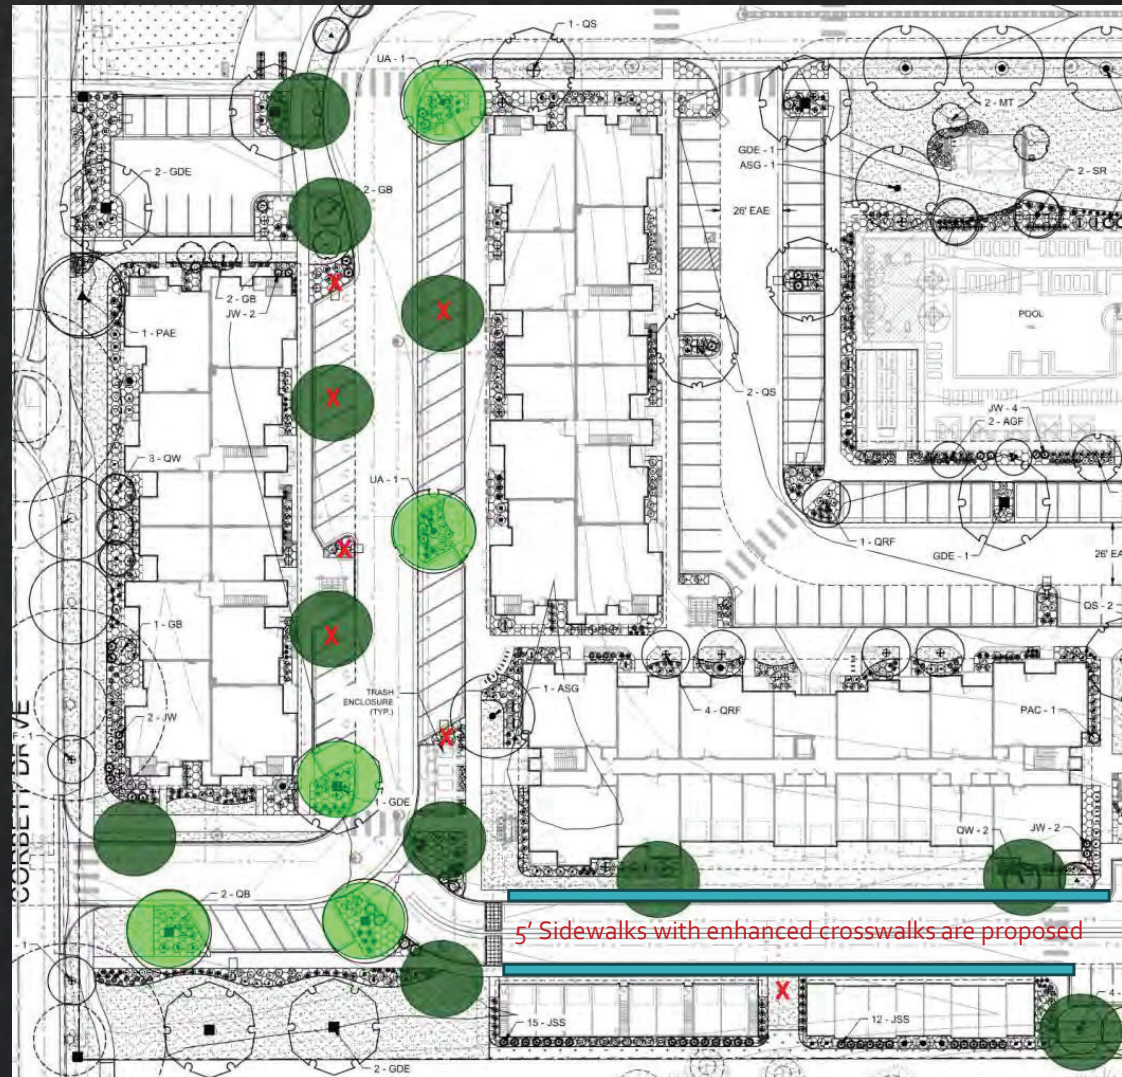 1 - QS
UA - 1
2 - MT
GDE - 1
ASG - 1
2 - GDE
2 - SR
2 - GB
26' EAE
2 - GB
JW - 2
POOL
1 - PAE
2 - QS
JW - 4
2 - AGF
3 - QW
UA - 1
1 - QRF
GDE - 1
26' EA
QS - 2
1 - GB
TRASH
ENCLOSURE
(TYP.)
1 - ASG
2 - JW
4 - QRF
PAC - 1
CORBETT DRIVE
1 - GDE
QW - 2
JW - 2
2 - QB
5' Sidewalks with enhanced crosswalks are proposed
X
X
X
X
X
X
X
4 -
15 - JSS
12 - JSS
2 - GDE